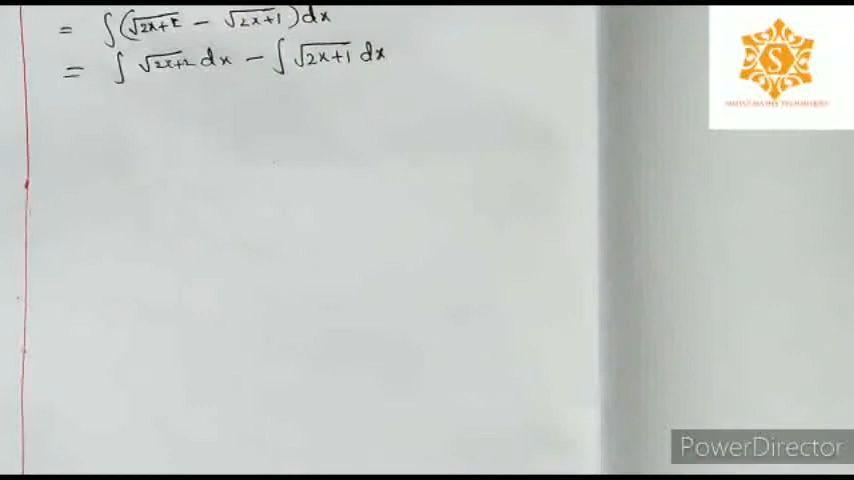 = ∫(√2x+2 − √2x+1)dx
= ∫ √2x+2 dx − ∫ √2x+1 dx
S
PowerDirector